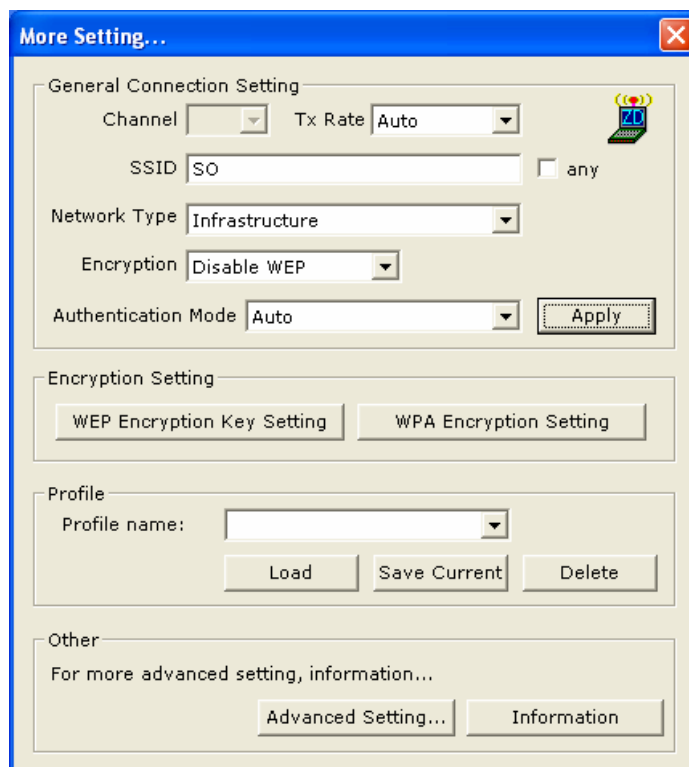 More Setting...
General Connection Setting
Channel Tx Rate Auto
ZD
SSID SO any
Network Type Infrastructure
Encryption Disable WEP
Authentication Mode Auto Apply
Encryption Setting
WEP Encryption Key Setting WPA Encryption Setting
Profile
Profile name:
Load Save Current Delete
Other
For more advanced setting, information...
Advanced Setting... Information